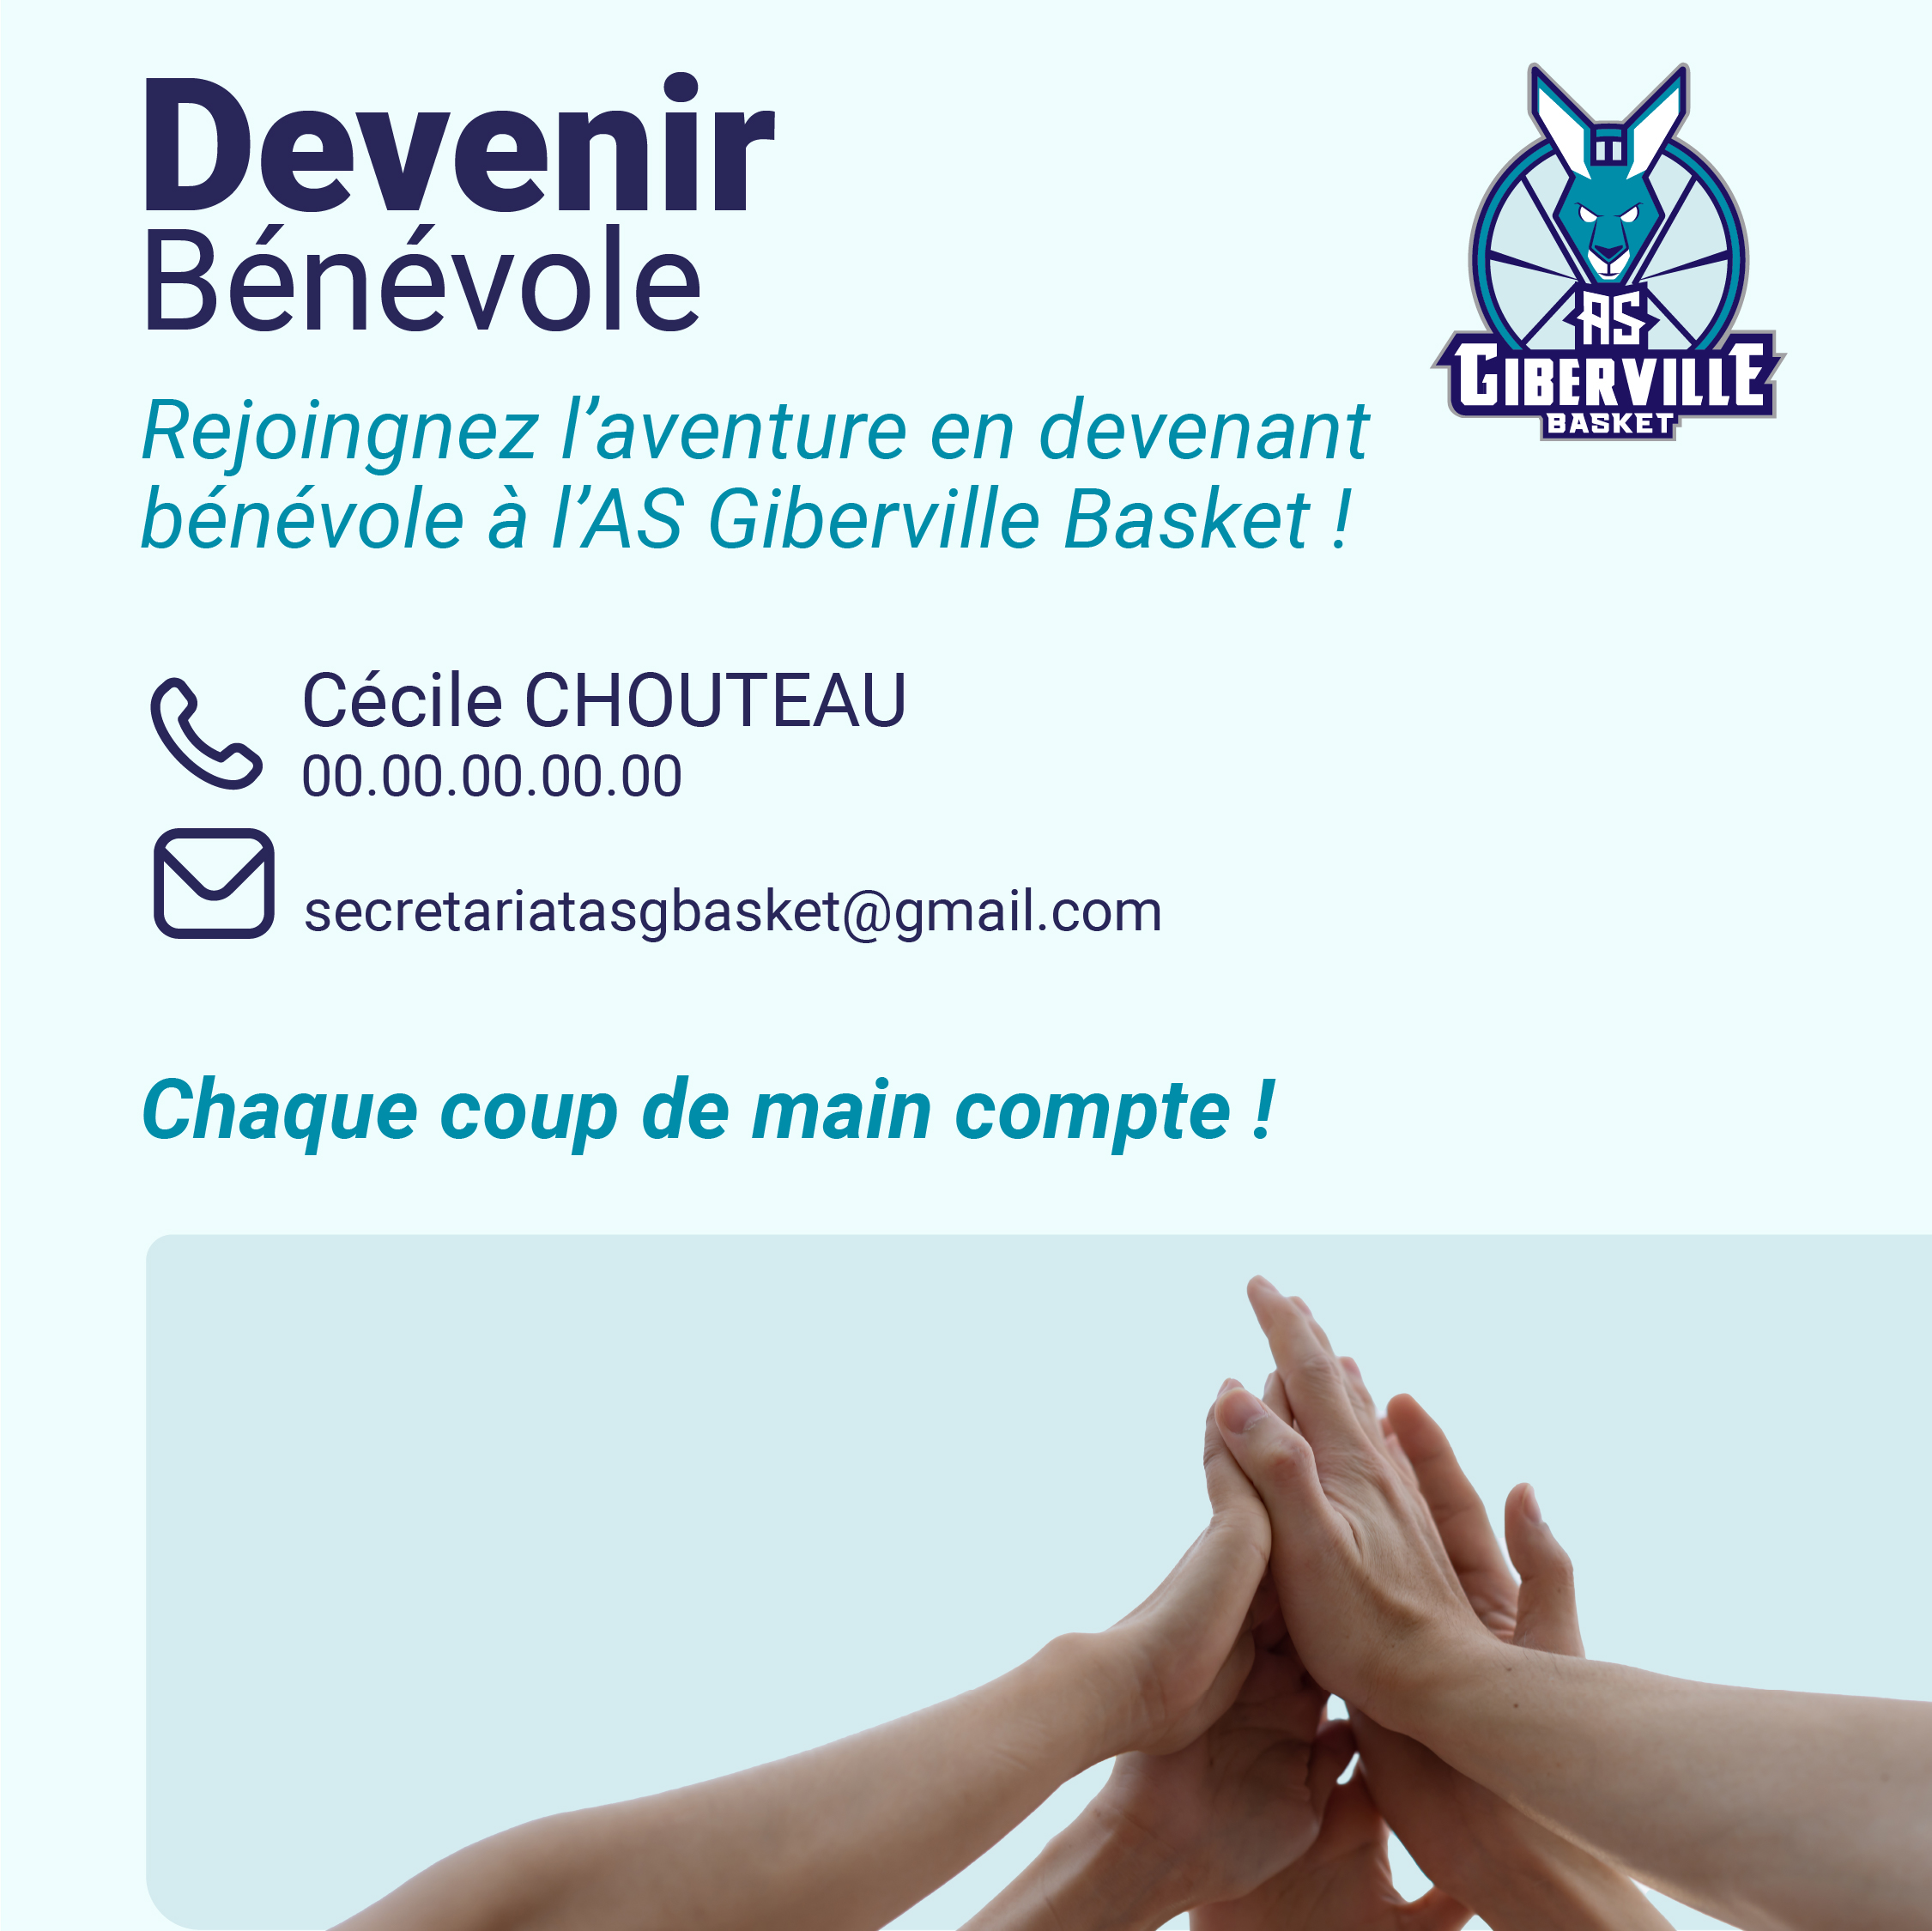 Devenir
Bénévole
Rejoingnez l’aventure en devenant
bénévole à l’AS Giberville Basket !
AS
GIBERVILLE
BASKET
Cécile CHOUTEAU
00.00.00.00.00
secretariatasgbasket@gmail.com
Chaque coup de main compte !